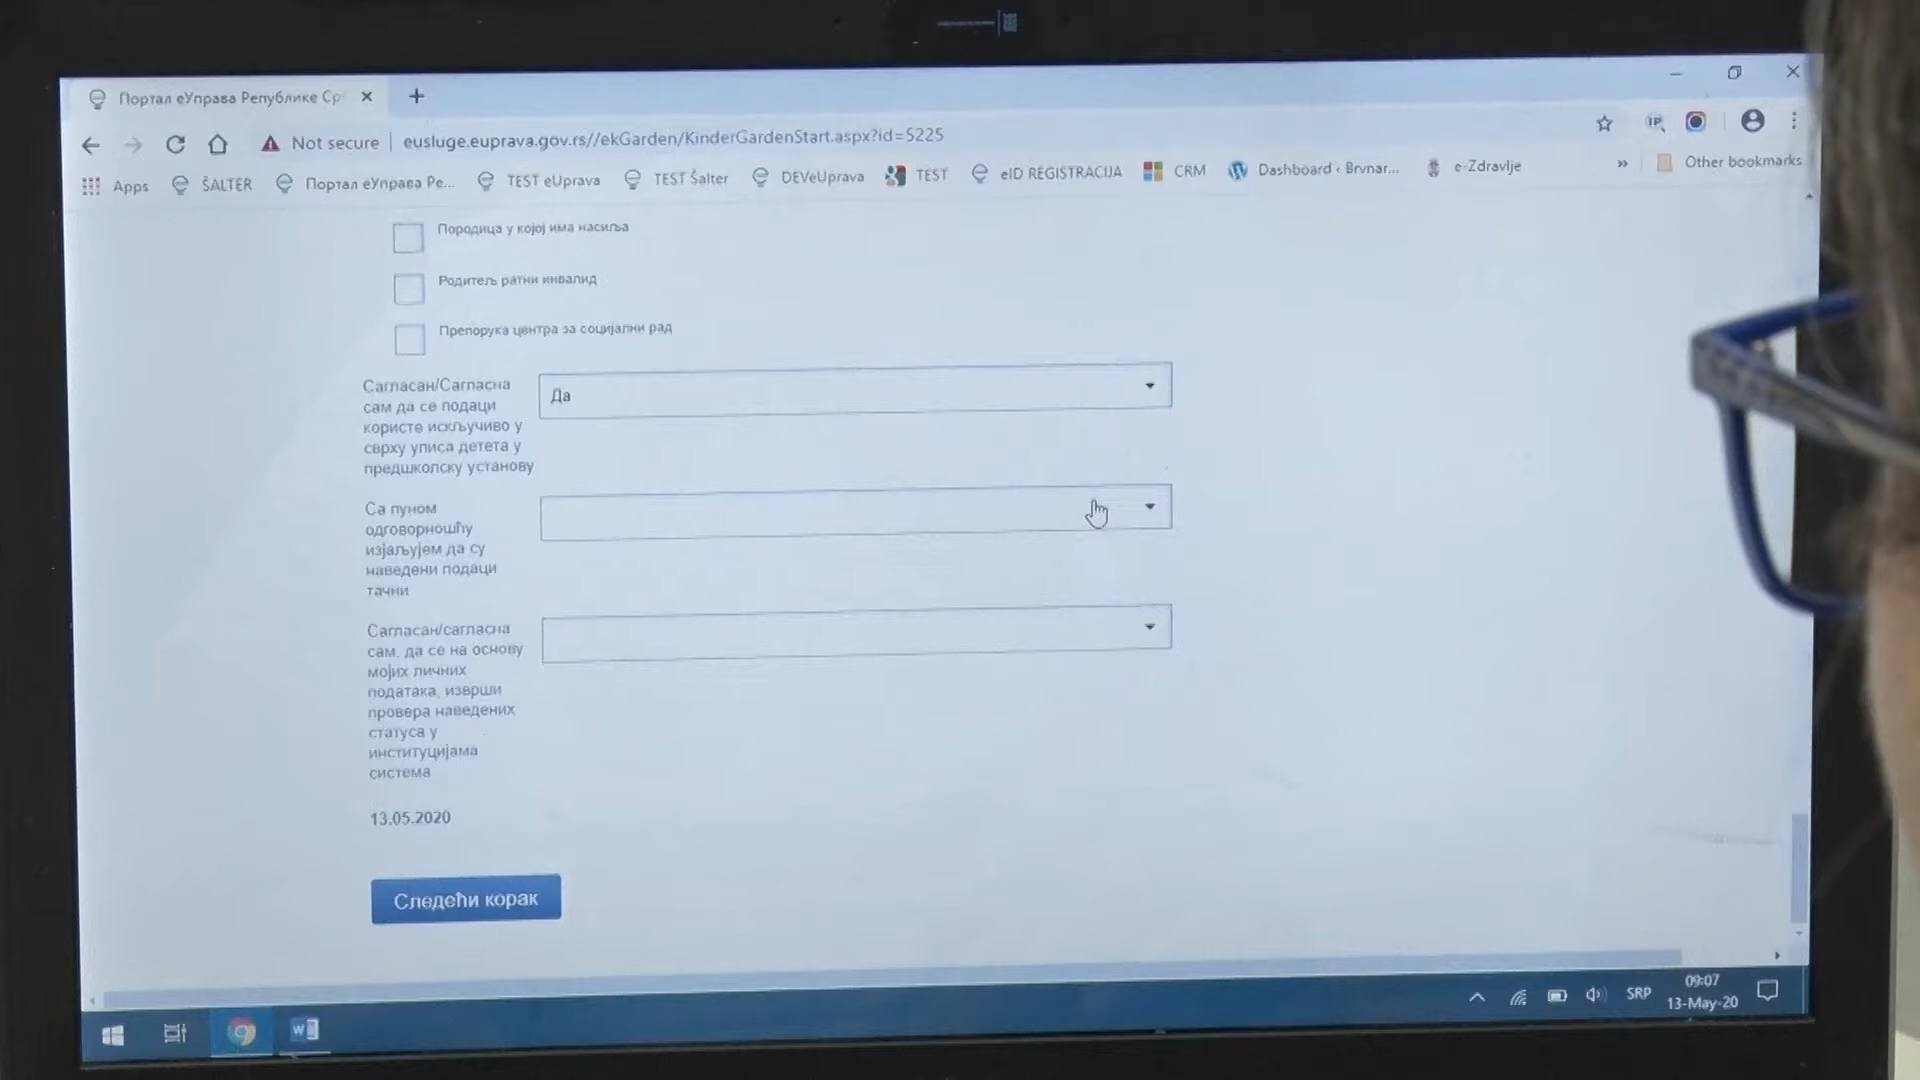 Портал еУправа Републике Ср
Not secure
eusluge.euprava.gov.rs//ekGarden/KinderGardenStart.aspx?id=5225
Apps ŠALTER Портал еУправа Ре... TEST eUprava TEST Šalter DEVeUprava TEST eID REGISTRACIJA CRM Dashboard ‹ Brvnar... e-Zdravlje » Other bookmarks
Породица у којој има насиља
Родитељ ратни инвалид
Препорука центра за социјални рад
Сагласан/Сагласна
сам да се подаци
користе искључиво у
сврху уписа детета у
предшколску установу
Да
Са пуном
одговорношћу
изјаљујем да су
наведени подаци
тачни
Сагласан/сагласна
сам, да се на основу
мојих личних
података, изврши
провера наведених
статуса у
институцијама
система
13.05.2020
Следећи корак
SRP
09:07
13-May-20